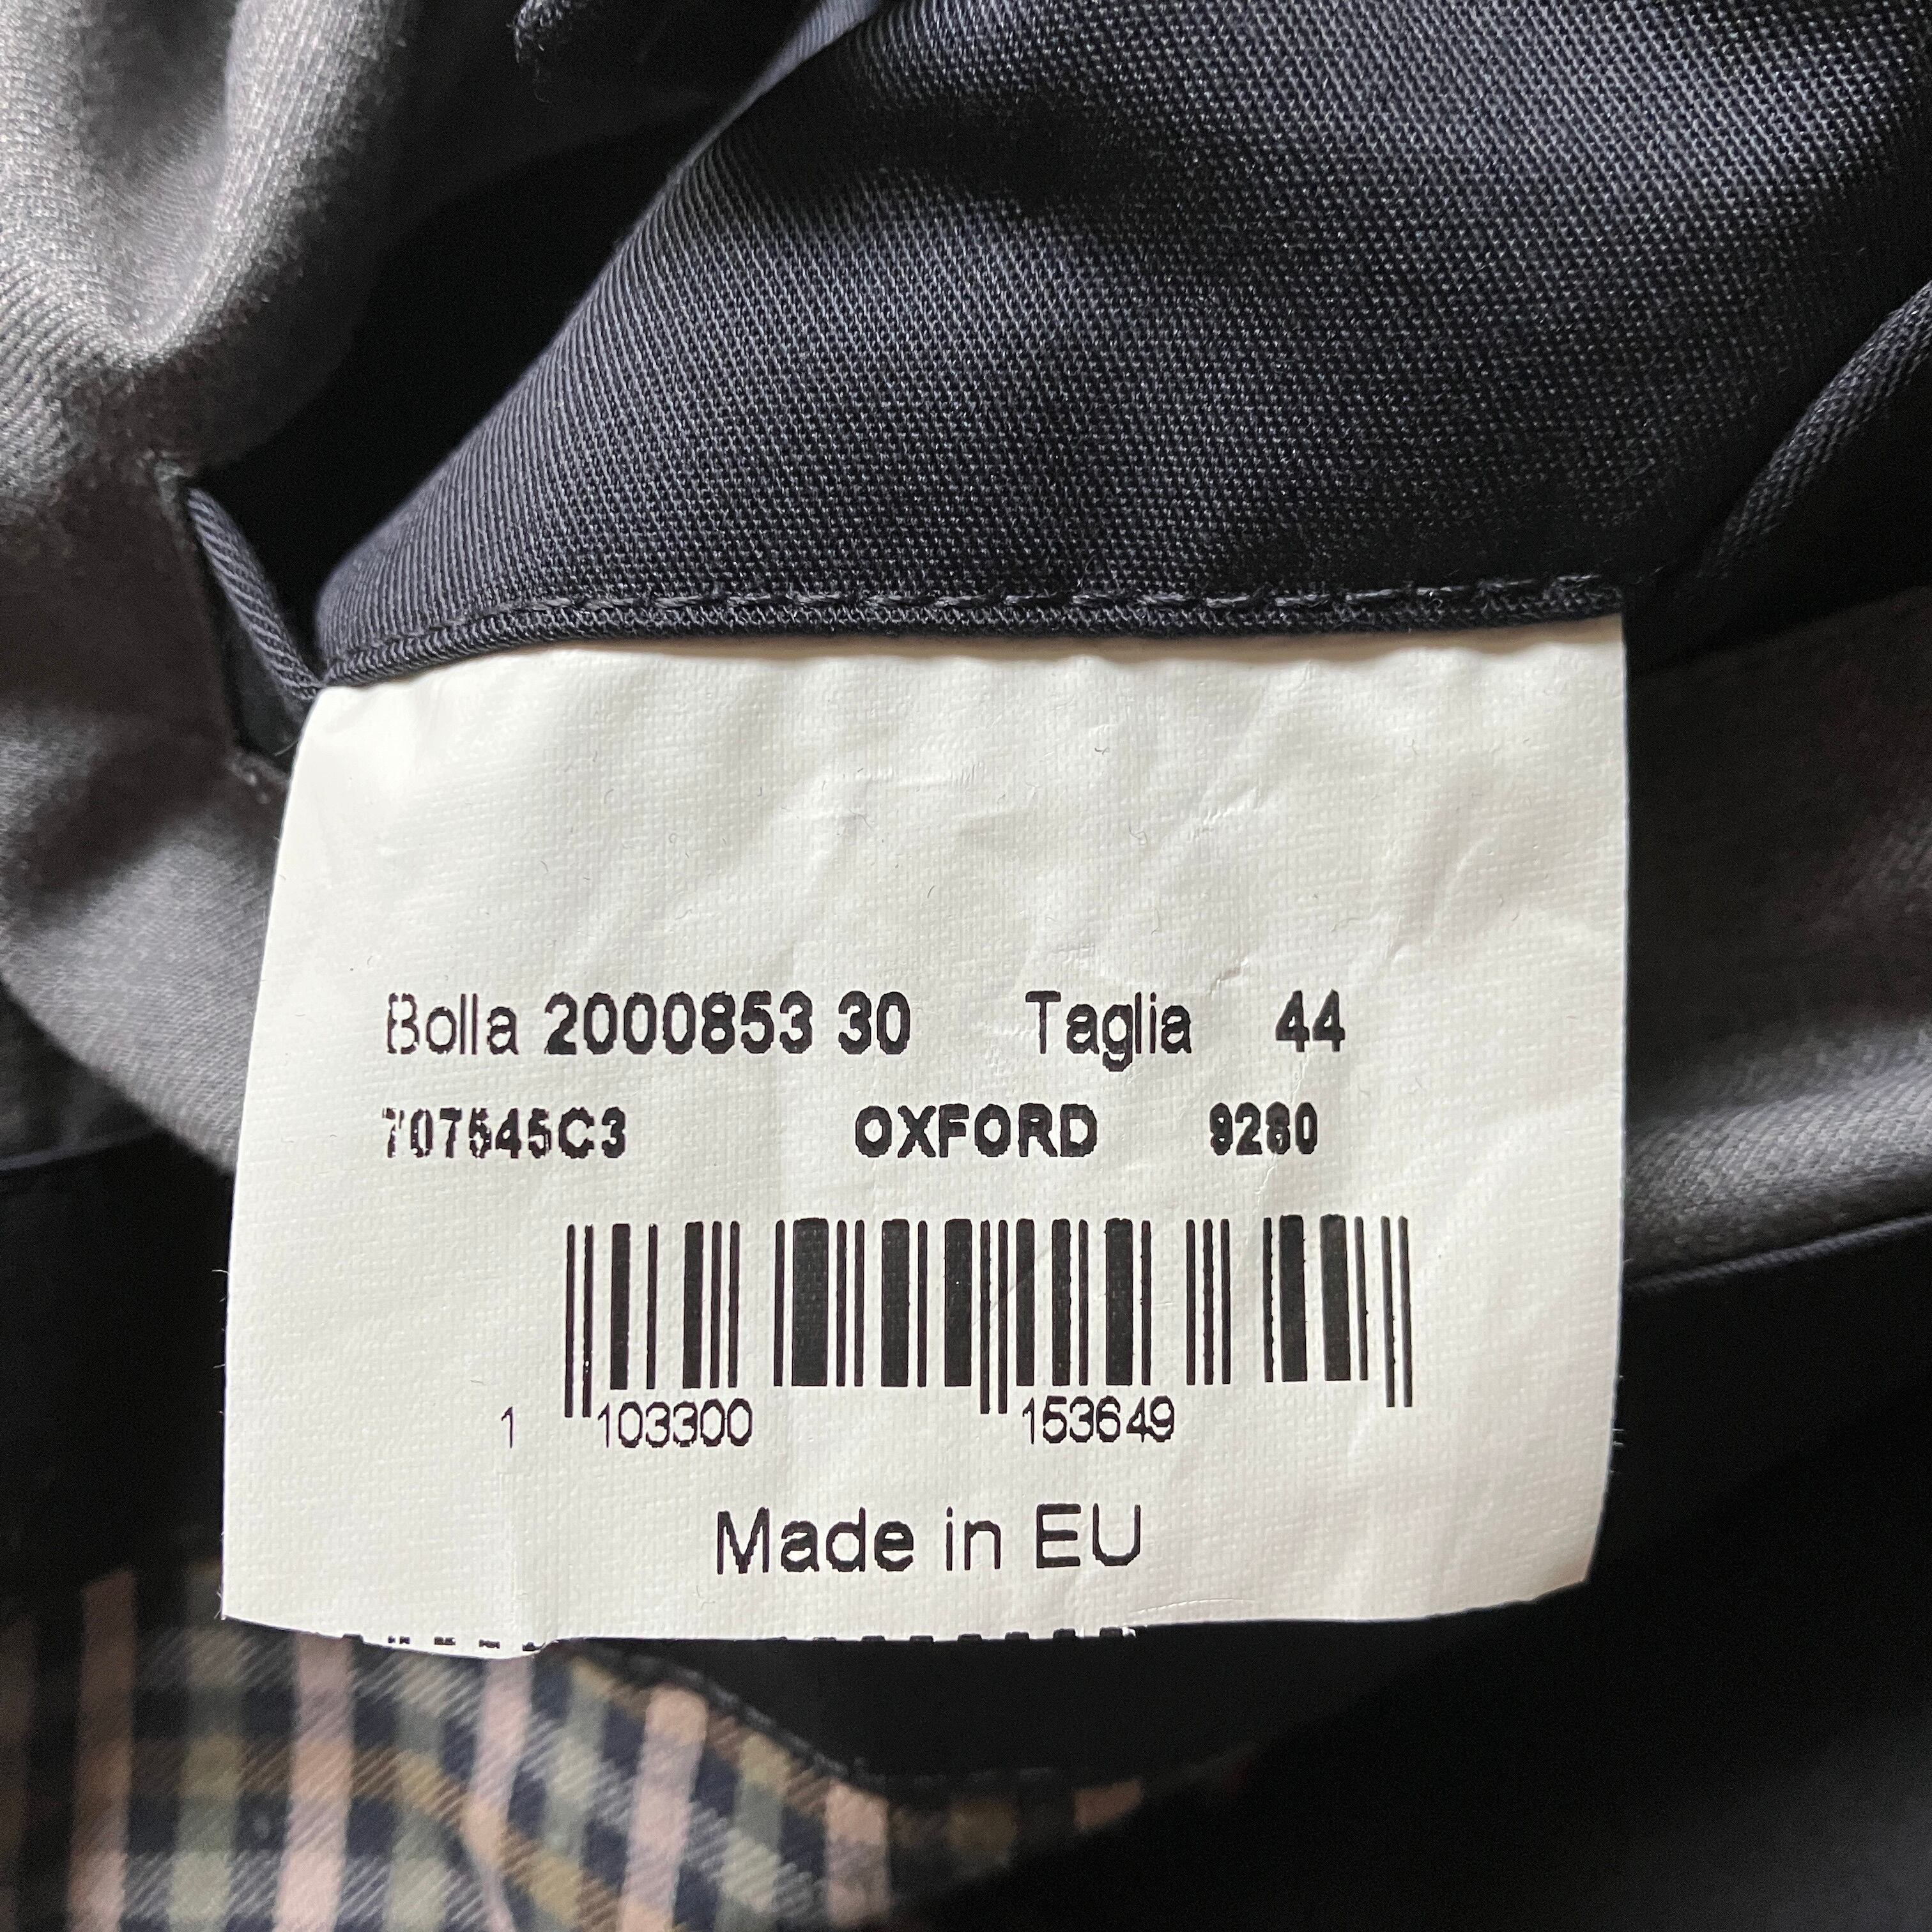 Bolla 2000853 30 Taglia 44
707545C3 OXFORD 9280
1 103300 153649
Made in EU